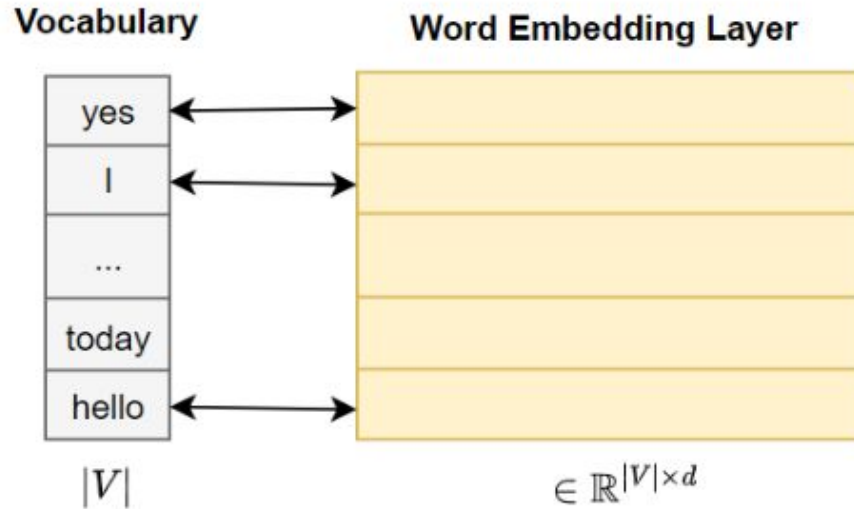 Vocabulary
Word Embedding Layer
yes
I
...
today
hello
|V|
∈ ℝ^{|V|×d}